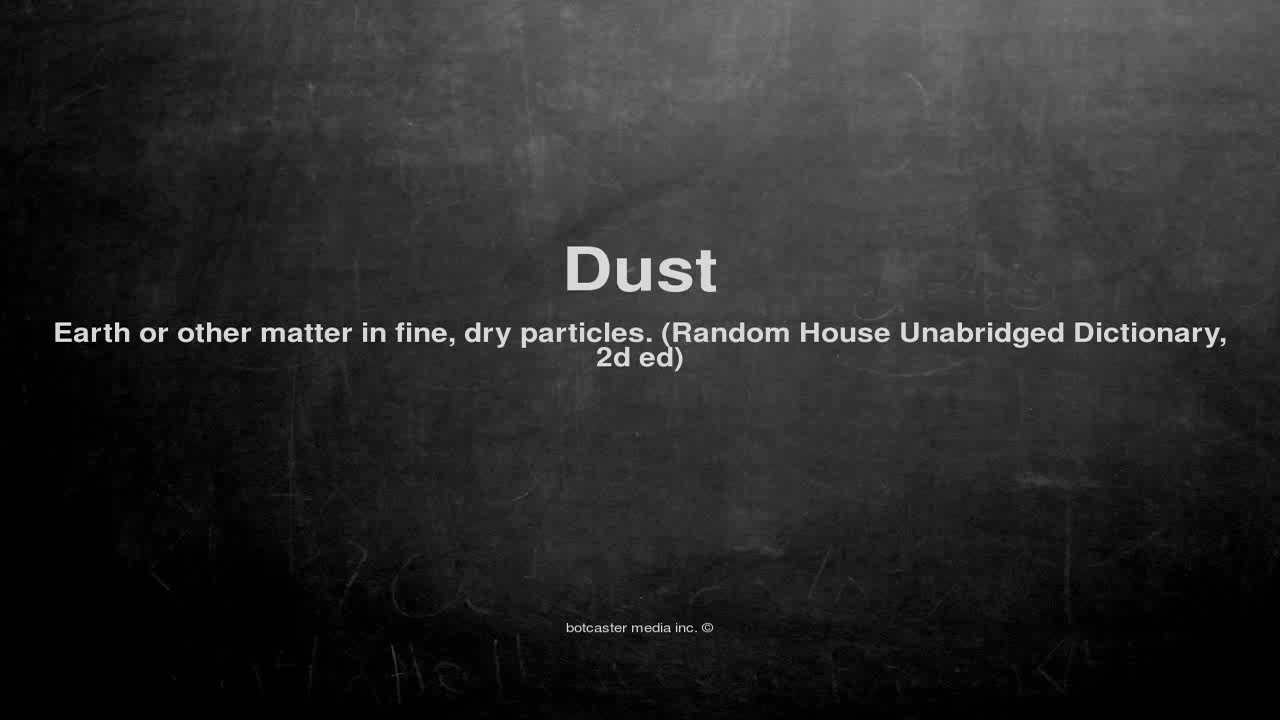 Dust
Earth or other matter in fine, dry particles. (Random House Unabridged Dictionary,
2d ed)
botcaster media inc. ©